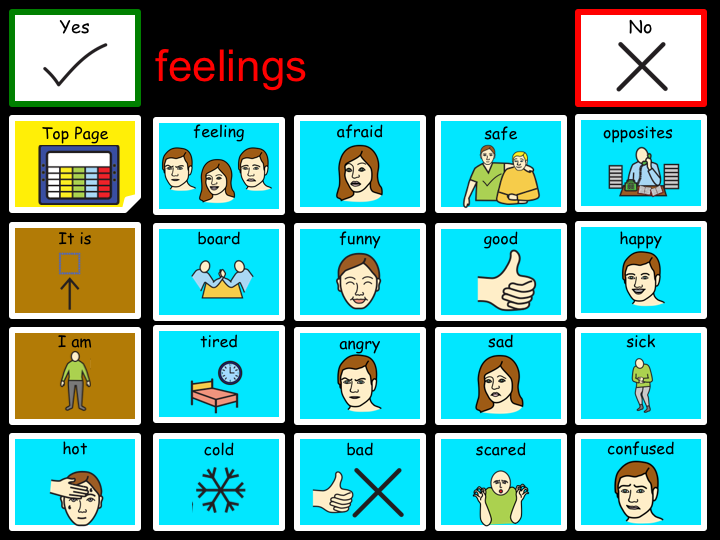 Yes
feelings
No
Top Page
feeling
afraid
safe
opposites
It is
board
funny
good
happy
I am
tired
angry
sad
sick
hot
cold
bad
scared
confused